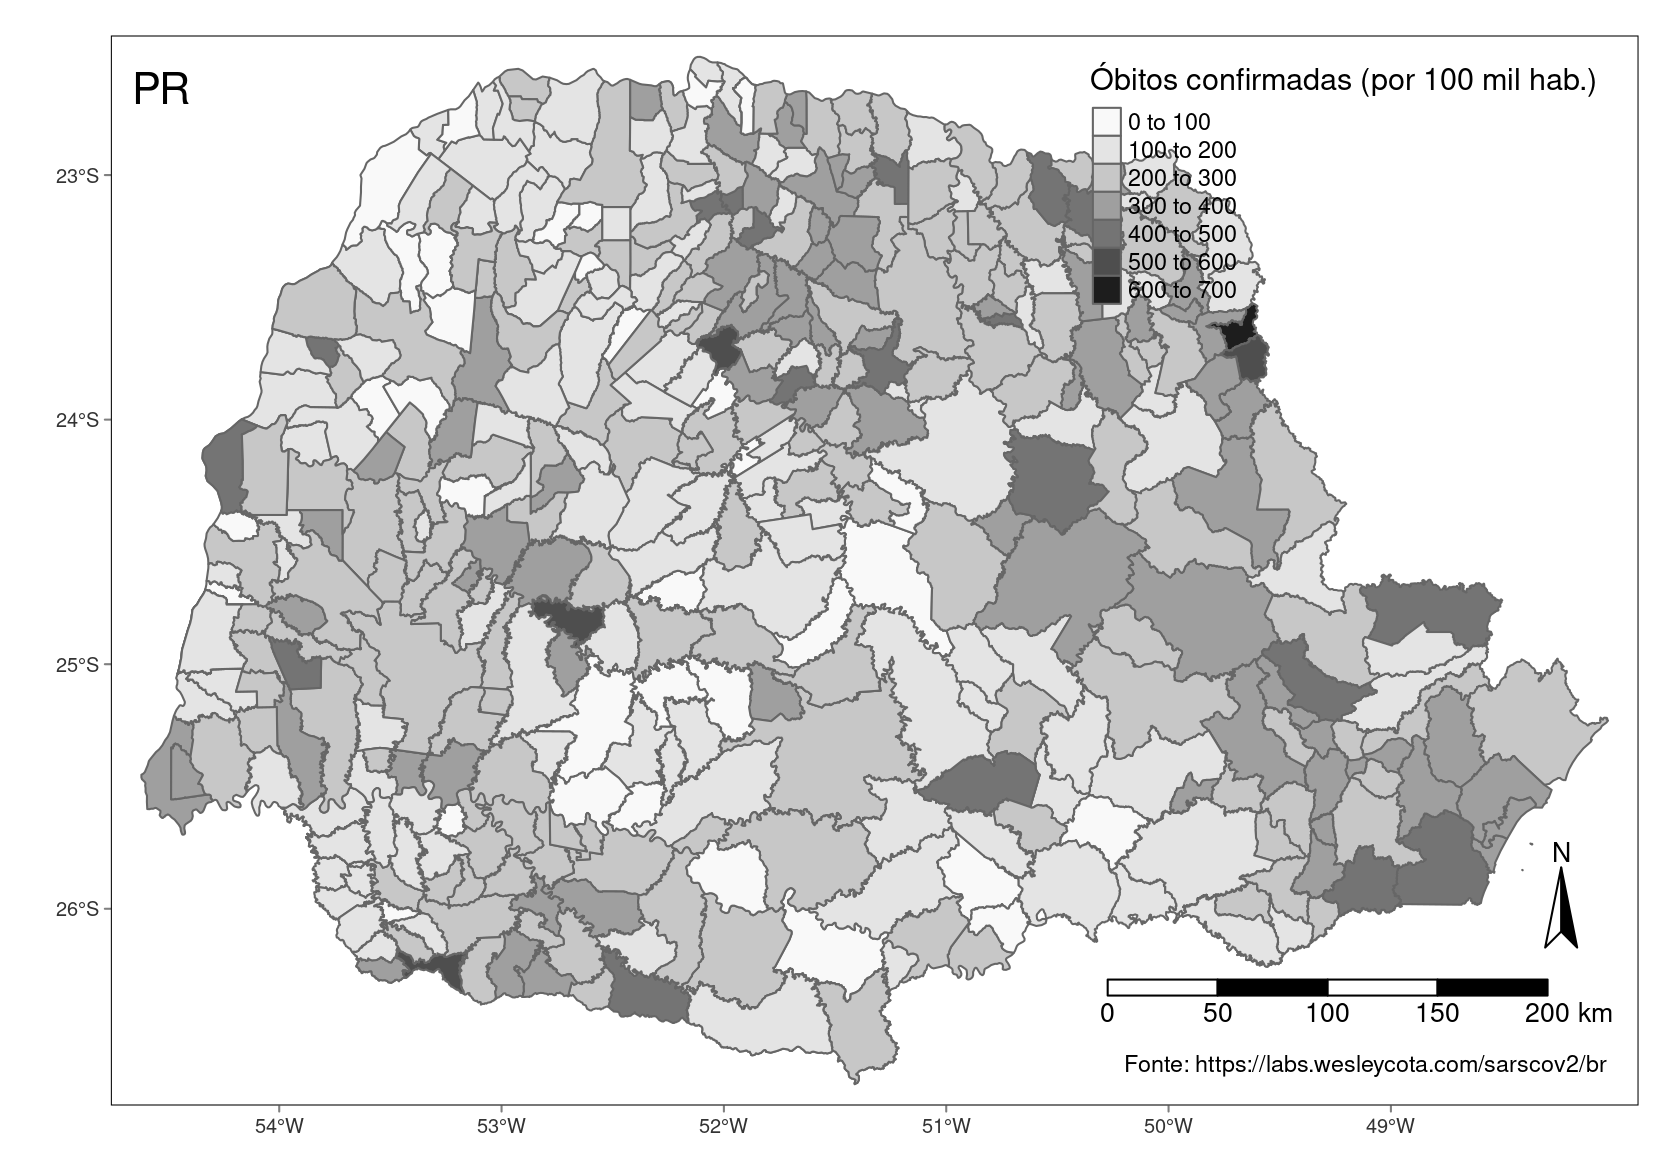 PR
Óbitos confirmadas (por 100 mil hab.)
0 to 100
100 to 200
200 to 300
300 to 400
400 to 500
500 to 600
600 to 700
23°S
24°S
25°S
26°S
N
0 50 100 150 200 km
Fonte: https://labs.wesleycota.com/sarscov2/br
54°W 53°W 52°W 51°W 50°W 49°W